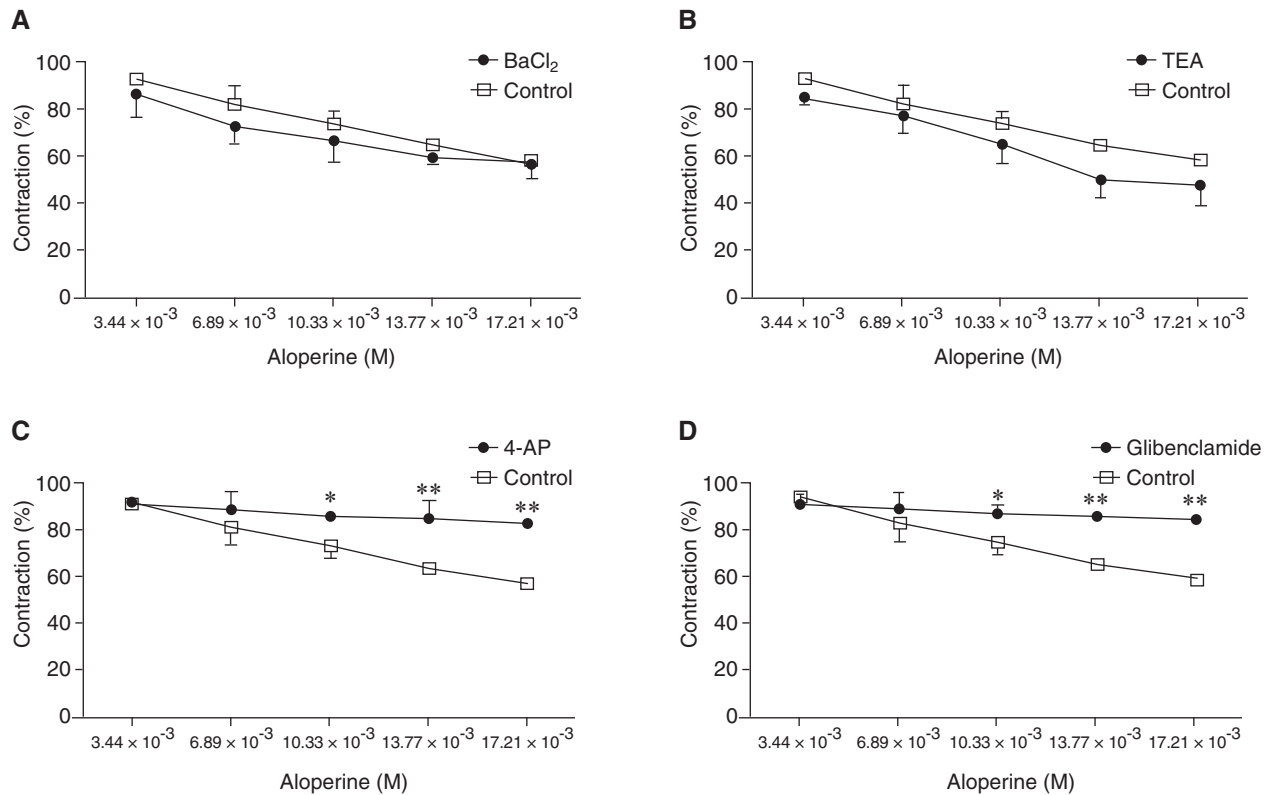 A
BaCl₂
Control
100
80
60
40
20
0
Contraction (%)
3.44 × 10⁻³ 6.89 × 10⁻³ 10.33 × 10⁻³ 13.77 × 10⁻³ 17.21 × 10⁻³
Aloperine (M)
B
TEA
Control
100
80
60
40
20
0
Contraction (%)
3.44 × 10⁻³ 6.89 × 10⁻³ 10.33 × 10⁻³ 13.77 × 10⁻³ 17.21 × 10⁻³
Aloperine (M)
C
4-AP
Control
100
80
60
40
20
0
Contraction (%)
* ** **
3.44 × 10⁻³ 6.89 × 10⁻³ 10.33 × 10⁻³ 13.77 × 10⁻³ 17.21 × 10⁻³
Aloperine (M)
D
Glibenclamide
Control
100
80
60
40
20
0
Contraction (%)
* ** **
3.44 × 10⁻³ 6.89 × 10⁻³ 10.33 × 10⁻³ 13.77 × 10⁻³ 17.21 × 10⁻³
Aloperine (M)